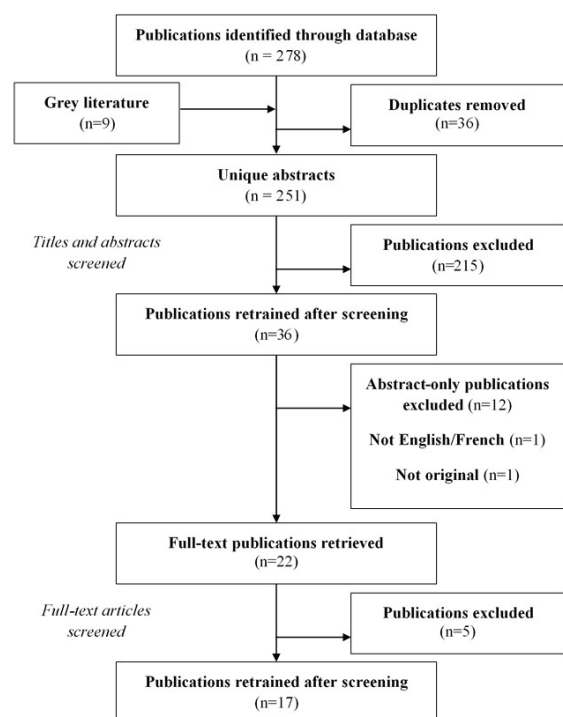 Publications identified through database
(n = 278)
Grey literature
(n=9)
Duplicates removed
(n=36)
Unique abstracts
(n = 251)
Titles and abstracts
screened
Publications excluded
(n=215)
Publications retrained after screening
(n=36)
Abstract-only publications
excluded (n=12)
Not English/French (n=1)
Not original (n=1)
Full-text publications retrieved
(n=22)
Full-text articles
screened
Publications excluded
(n=5)
Publications retrained after screening
(n=17)